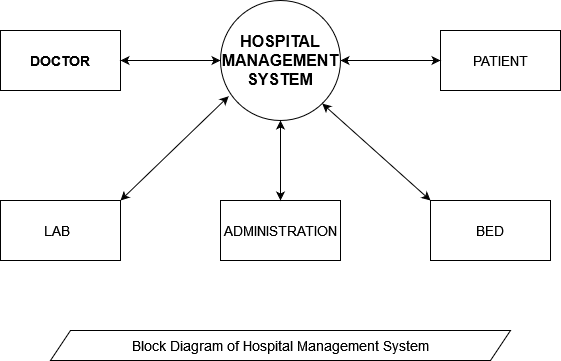 DOCTOR
HOSPITAL
MANAGEMENT
SYSTEM
PATIENT
LAB
ADMINISTRATION
BED
Block Diagram of Hospital Management System